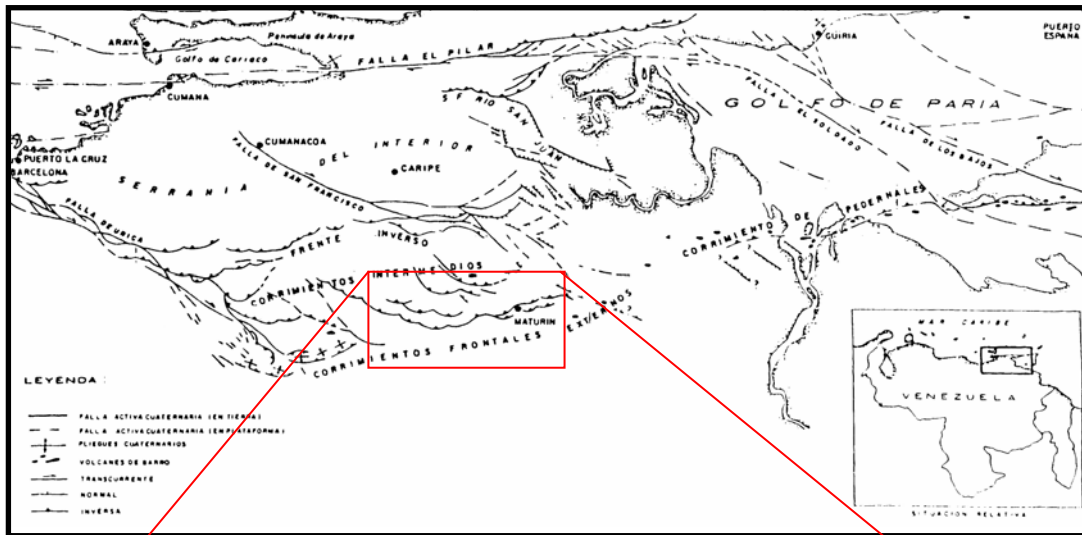 ARAYA
Peninsula de Araya
Golfo de Cariaco
FALLA EL PILAR
GUIRIA
PUERTO
ESPAÑA
CUMANA
GOLFO DE PARIA
S F RIO SAN JUAN
FALLA EL SOLDADO
FALLA DE LOS BAJOS
CUMANACOA
PUERTO LA CRUZ
BARCELONA
SERRANIA DEL INTERIOR
CARIPE
FALLA DE SAN FRANCISCO
FALLA DE URICA
FRENTE INVERSO
CORRIMIENTO DE PEDERNALES
CORRIMIENTOS INTERMEDIOS
MATURIN
CORRIMIENTOS FRONTALES EXTERNOS
LEYENDA :
FALLA ACTIVA CUATERNARIA (EN TIERRA)
FALLA ACTIVA CUATERNARIA (EN PLATAFORMA)
PLIEGUES CUATERNARIOS
VOLCANES DE BARRO
TRANSCURRENTE
NORMAL
INVERSA
MAR CARIBE
VENEZUELA
SITUACION RELATIVA